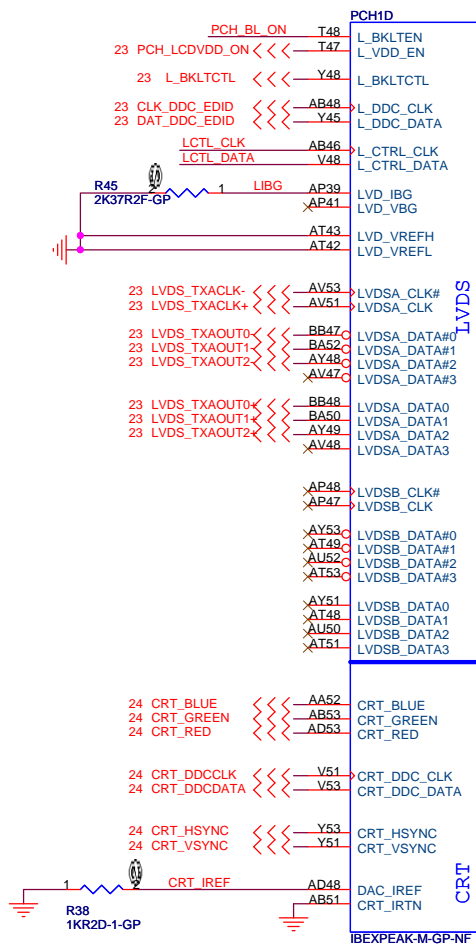 PCH1D
PCH_BL_ON T48 L_BKLTEN
23 PCH_LCDVDD_ON T47 L_VDD_EN
23 L_BKLTCTL Y48 L_BKLTCTL
23 CLK_DDC_EDID AB48 L_DDC_CLK
23 DAT_DDC_EDID Y45 L_DDC_DATA
LCTL_CLK AB46 L_CTRL_CLK
LCTL_DATA V48 L_CTRL_DATA
R45 2 1 LIBG AP39 LVD_IBG
2K37R2F-GP AP41 LVD_VBG
AT43 LVD_VREFH
AT42 LVD_VREFL
LVDS
23 LVDS_TXACLK- AV53 LVDSA_CLK#
23 LVDS_TXACLK+ AV51 LVDSA_CLK
23 LVDS_TXAOUT0- BB47 LVDSA_DATA#0
23 LVDS_TXAOUT1- BA52 LVDSA_DATA#1
23 LVDS_TXAOUT2- AY48 LVDSA_DATA#2
AV47 LVDSA_DATA#3
23 LVDS_TXAOUT0+ BB48 LVDSA_DATA0
23 LVDS_TXAOUT1+ BA50 LVDSA_DATA1
23 LVDS_TXAOUT2+ AY49 LVDSA_DATA2
AV48 LVDSA_DATA3
AP48 LVDSB_CLK#
AP47 LVDSB_CLK
AY53 LVDSB_DATA#0
AT49 LVDSB_DATA#1
AU52 LVDSB_DATA#2
AT53 LVDSB_DATA#3
AY51 LVDSB_DATA0
AT48 LVDSB_DATA1
AU50 LVDSB_DATA2
AT51 LVDSB_DATA3
24 CRT_BLUE AA52 CRT_BLUE
24 CRT_GREEN AB53 CRT_GREEN
24 CRT_RED AD53 CRT_RED
24 CRT_DDCCLK V51 CRT_DDC_CLK
24 CRT_DDCDATA V53 CRT_DDC_DATA
24 CRT_HSYNC Y53 CRT_HSYNC
24 CRT_VSYNC Y51 CRT_VSYNC
CRT
1 2 CRT_IREF AD48 DAC_IREF
AB51 CRT_IRTN
R38
1KR2D-1-GP
IBEXPEAK-M-GP-NF